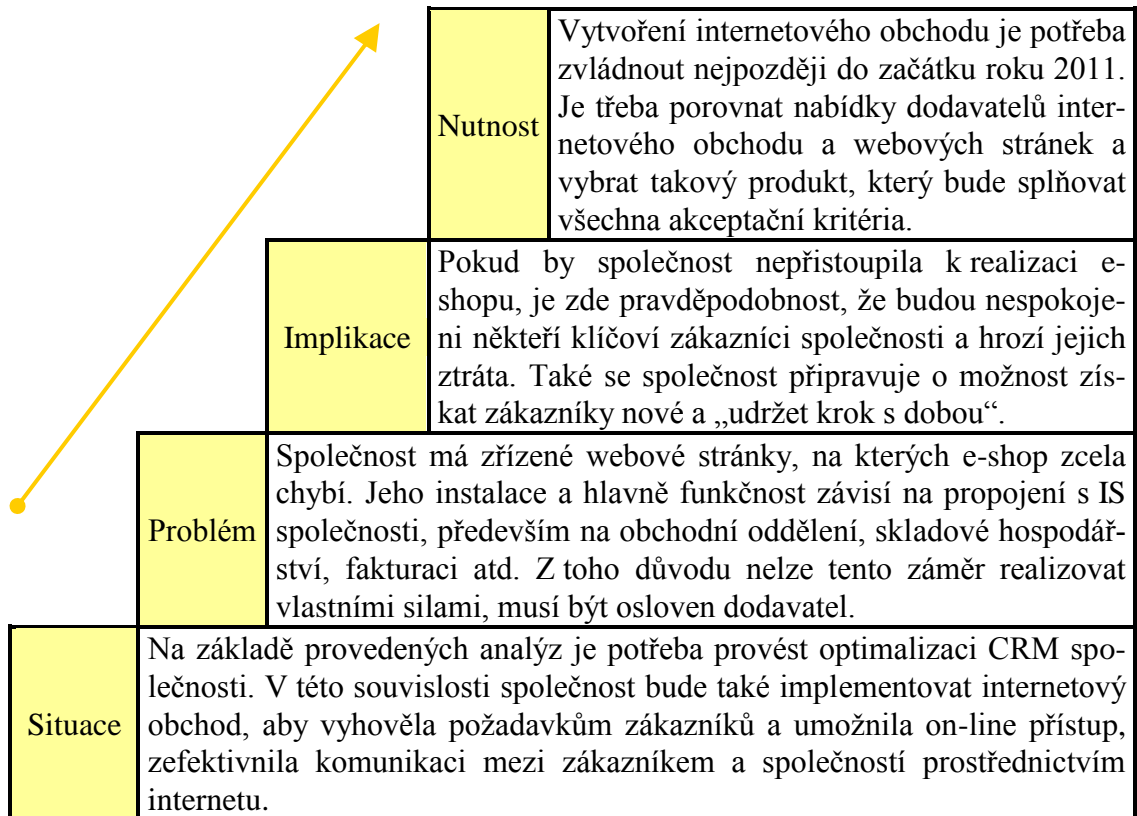 Nutnost
Vytvoření internetového obchodu je potřeba
zvládnout nejpozději do začátku roku 2011.
Je třeba porovnat nabídky dodavatelů inter-
netového obchodu a webových stránek a
vybrat takový produkt, který bude splňovat
všechna akceptační kritéria.
Implikace
Pokud by společnost nepřistoupila k realizaci e-
shopu, je zde pravděpodobnost, že budou nespokoje-
ni někteří klíčoví zákazníci společnosti a hrozí jejich
ztráta. Také se společnost připravuje o možnost zís-
kat zákazníky nové a „udržet krok s dobou“.
Problém
Společnost má zřízené webové stránky, na kterých e-shop zcela
chybí. Jeho instalace a hlavně funkčnost závisí na propojení s IS
společnosti, především na obchodní oddělení, skladové hospodář-
ství, fakturaci atd. Z toho důvodu nelze tento záměr realizovat
vlastními silami, musí být osloven dodavatel.
Situace
Na základě provedených analýz je potřeba provést optimalizaci CRM spo-
lečnosti. V této souvislosti společnost bude také implementovat internetový
obchod, aby vyhověla požadavkům zákazníků a umožnila on-line přístup,
zefektivnila komunikaci mezi zákazníkem a společností prostřednictvím
internetu.